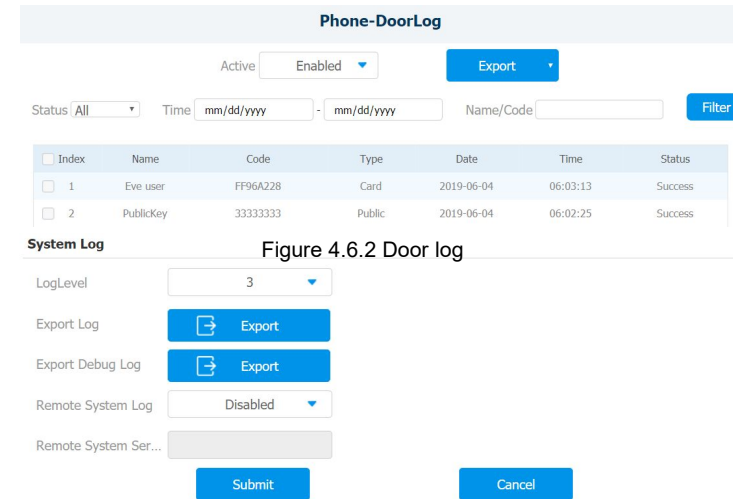 Phone-DoorLog
Active Enabled Export
Status All Time mm/dd/yyyy - mm/dd/yyyy Name/Code Filter
Index Name Code Type Date Time Status
1 Eve user FF96A228 Card 2019-06-04 06:03:13 Success
2 PublicKey 33333333 Public 2019-06-04 06:02:25 Success
System Log
Figure 4.6.2 Door log
LogLevel 3
Export Log Export
Export Debug Log Export
Remote System Log Disabled
Remote System Ser...
Submit Cancel